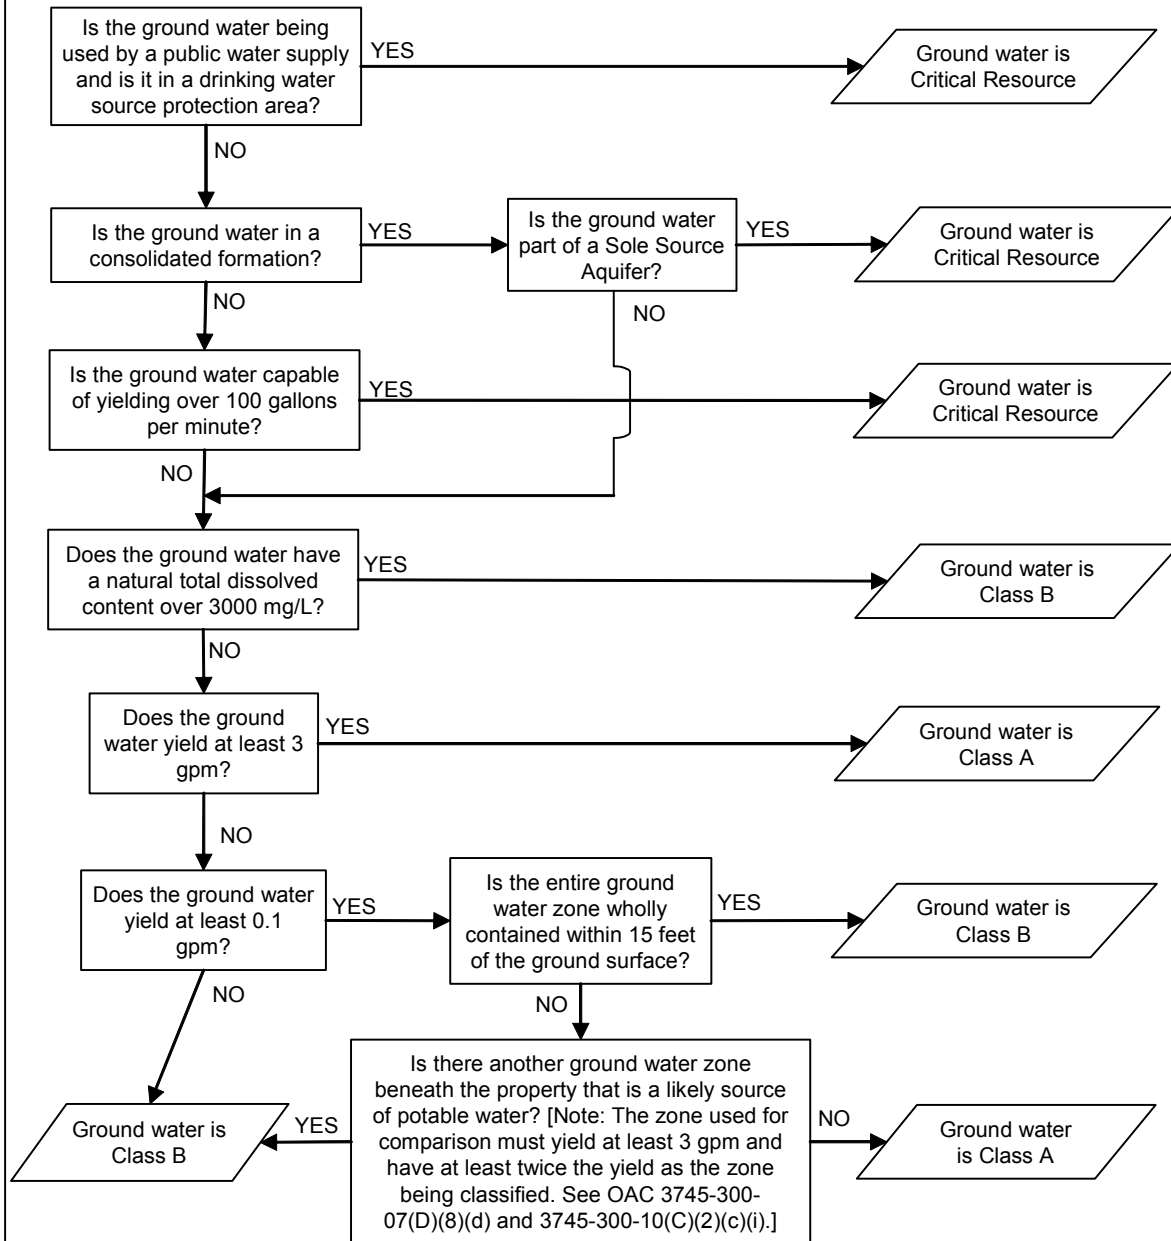 Is the ground water being
used by a public water supply
and is it in a drinking water
source protection area?
YES
Ground water is
Critical Resource
NO
Is the ground water in a
consolidated formation?
YES
Is the ground water
part of a Sole Source
Aquifer?
YES
Ground water is
Critical Resource
NO
NO
Is the ground water capable
of yielding over 100 gallons
per minute?
YES
Ground water is
Critical Resource
NO
Does the ground water have
a natural total dissolved
content over 3000 mg/L?
YES
Ground water is
Class B
NO
Does the ground
water yield at least 3
gpm?
YES
Ground water is
Class A
NO
Does the ground water
yield at least 0.1
gpm?
YES
Is the entire ground
water zone wholly
contained within 15 feet
of the ground surface?
YES
Ground water is
Class B
NO
NO
Ground water is
Class B
YES
Is there another ground water zone
beneath the property that is a likely source
of potable water? [Note: The zone used for
comparison must yield at least 3 gpm and
have at least twice the yield as the zone
being classified. See OAC 3745-300-
07(D)(8)(d) and 3745-300-10(C)(2)(c)(i).]
NO
Ground water
is Class A